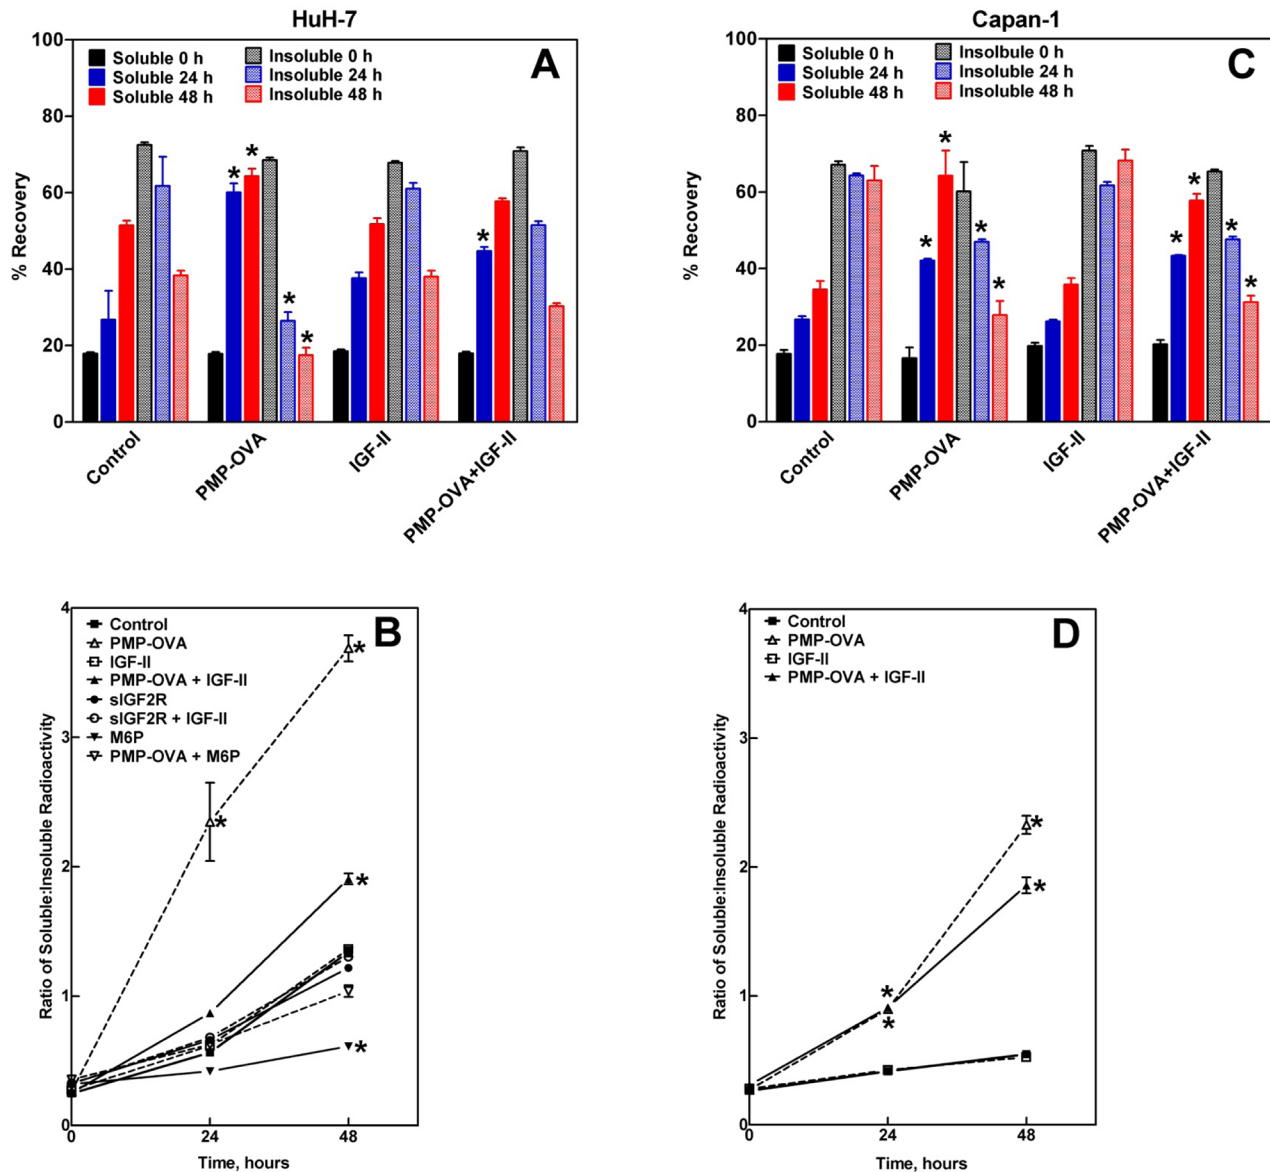 HuH-7
A
Soluble 0 h
Soluble 24 h
Soluble 48 h
Insoluble 0 h
Insoluble 24 h
Insoluble 48 h
% Recovery
100
80
60
40
20
0
* * * *
*
Control
PMP-OVA
IGF-II
PMP-OVA+IGF-II
Capan-1
C
Soluble 0 h
Soluble 24 h
Soluble 48 h
Insolbule 0 h
Insoluble 24 h
Insoluble 48 h
% Recovery
100
80
60
40
20
0
* * * *
* * * *
Control
PMP-OVA
IGF-II
PMP-OVA+IGF-II
B
Control
PMP-OVA
IGF-II
PMP-OVA + IGF-II
sIGF2R
sIGF2R + IGF-II
M6P
PMP-OVA + M6P
Ratio of Soluble:Insoluble Radioactivity
4
3
2
1
0
* * * *
0 24 48
Time, hours
D
Control
PMP-OVA
IGF-II
PMP-OVA + IGF-II
Ratio of Soluble:Insoluble Radioactivity
4
3
2
1
0
* * * *
0 24 48
Time, hours